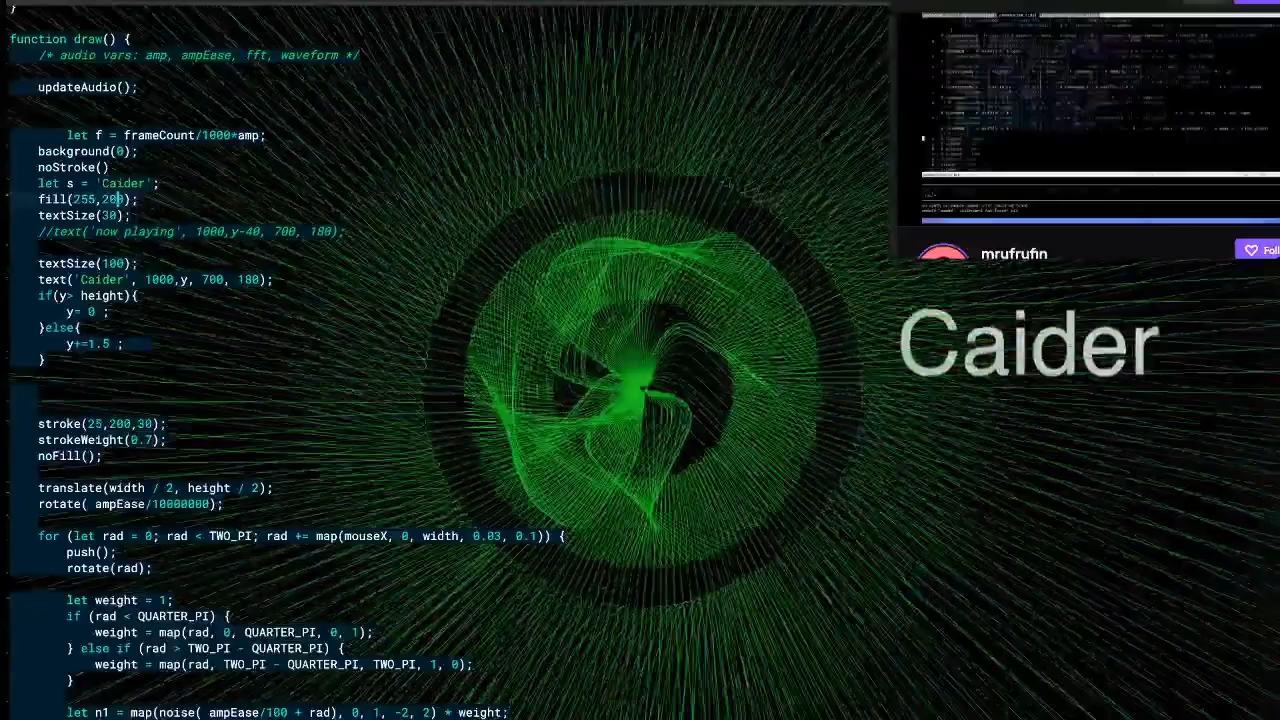 }
function draw() {
/* audio vars: amp, ampEase, fft, waveform */
updateAudio();
let f = frameCount/1000*amp;
background(0);
noStroke()
let s = 'Caider';
fill(255,200);
textSize(30);
//text('now playing', 1000,y-40, 700, 180);
textSize(100);
text('Caider', 1000,y, 700, 180);
if(y> height){
y= 0 ;
}else{
y+=1.5 ;
}
stroke(25,200,30);
strokeWeight(0.7);
noFill();
translate(width / 2, height / 2);
rotate( ampEase/10000000);
for (let rad = 0; rad < TWO_PI; rad += map(mouseX, 0, width, 0.03, 0.1)) {
push();
rotate(rad);
let weight = 1;
if (rad < QUARTER_PI) {
weight = map(rad, 0, QUARTER_PI, 0, 1);
} else if (rad > TWO_PI - QUARTER_PI) {
weight = map(rad, TWO_PI - QUARTER_PI, TWO_PI, 1, 0);
}
let n1 = map(noise( ampEase/100 + rad), 0, 1, -2, 2) * weight;
mrufrufin
Foll
Caider